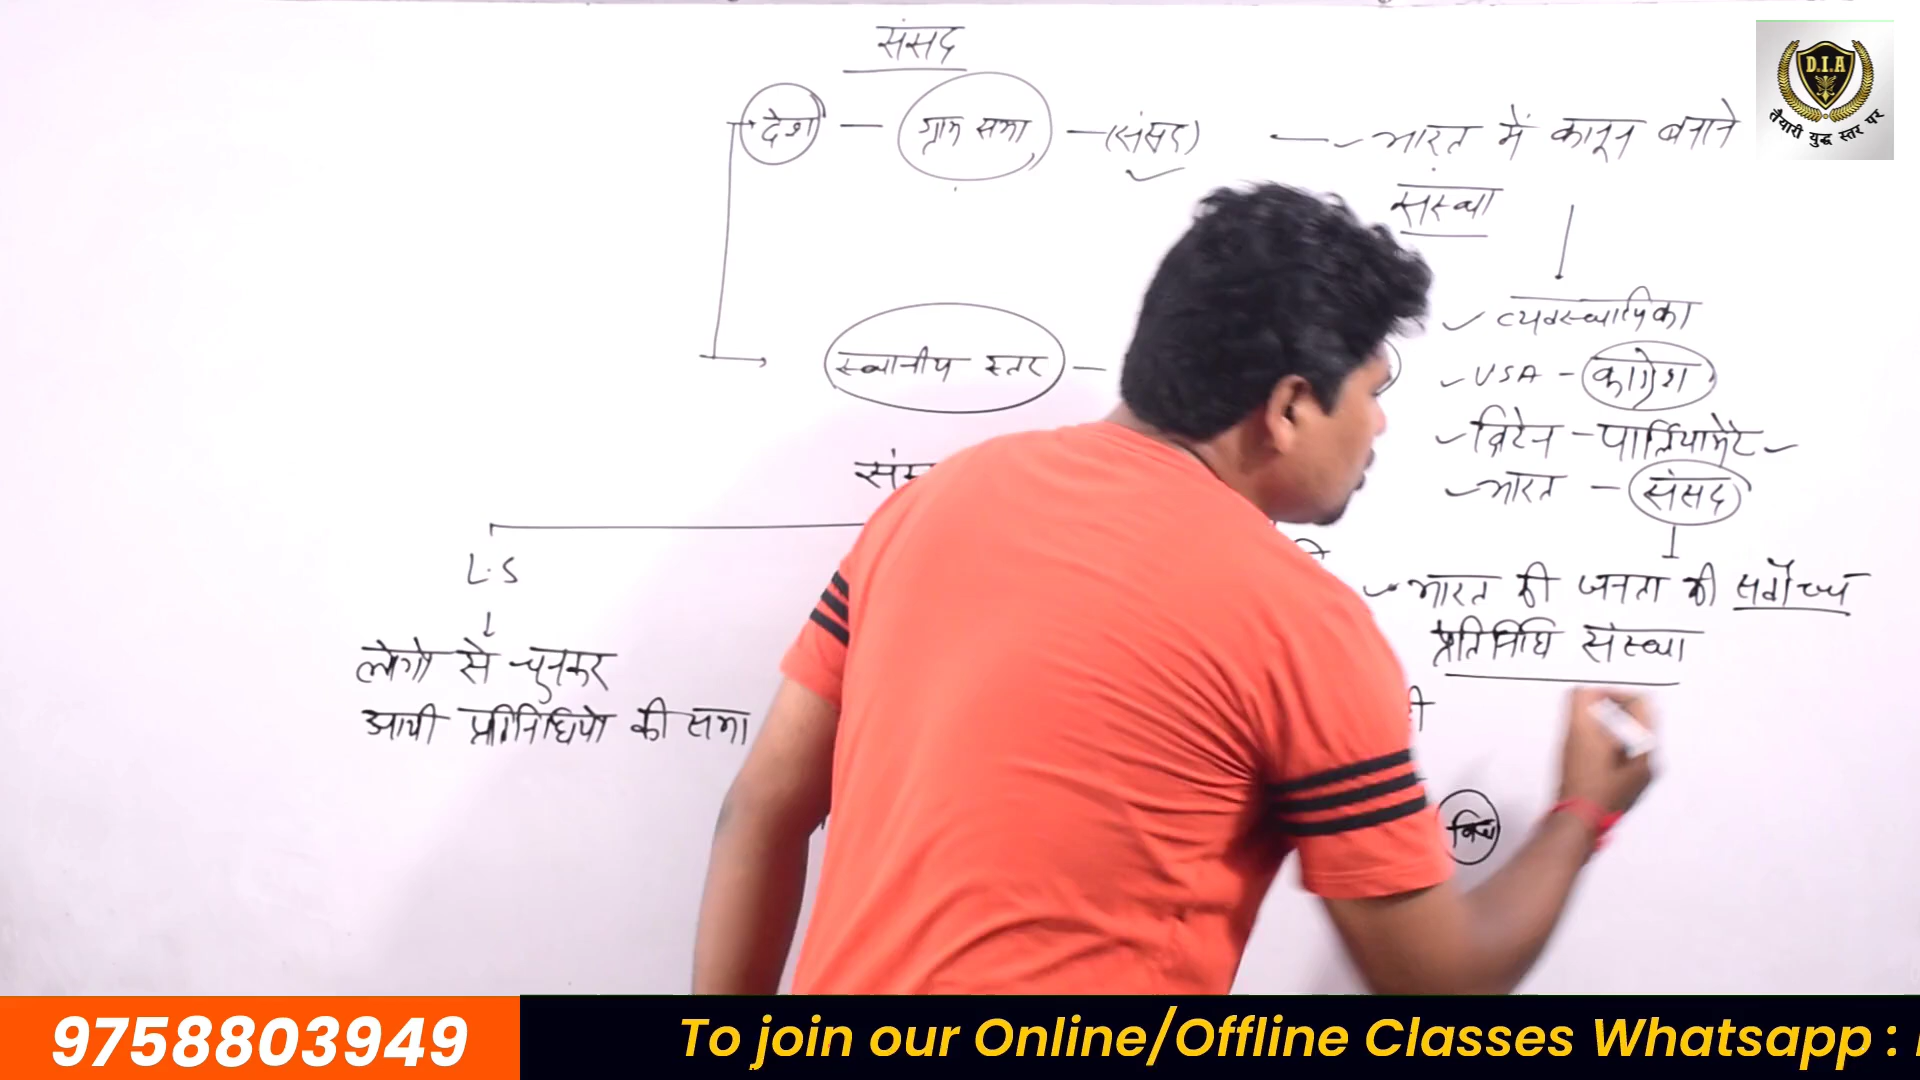 संसद
देश — ग्राम सभा — (संसद) — भारत में कानून बनाने
संस्था
व्यवस्थापिका
स्थानीय स्तर —
USA - कांग्रेश
ब्रिटेन - पार्लियामेंट
भारत - संसद
L.S
भारत की जनता की सर्वोच्च
प्रतिनिधि संस्था
लोगो से चुनकर
आयी प्रतिनिधियो की सभा
D.I.A
तैयारी युद्ध स्तर पर
9758803949
To join our Online/Offline Classes Whatsapp :